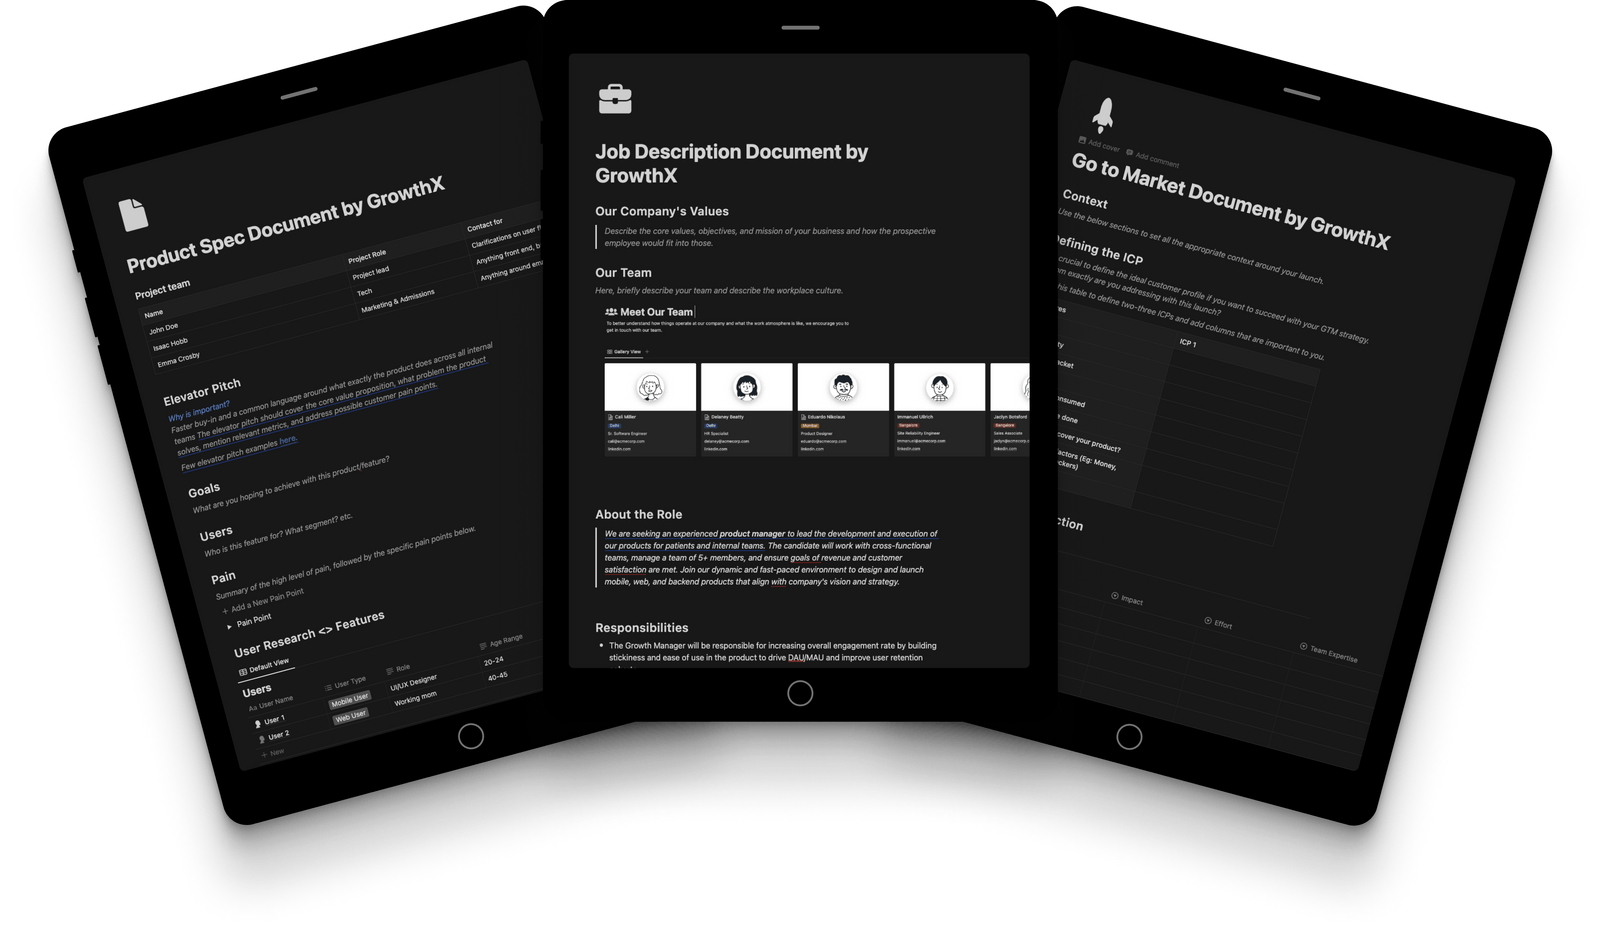 Product Spec Document by GrowthX
Project team
Name
Project Role
Contact for
John Doe
Project lead
Clarifications on user
Isaac Hobb
Tech
Anything front end,
Emma Crosby
Marketing & Admissions
Anything around
Elevator Pitch
Why is important?
Faster buy-in and a common language around what exactly the product does across all internal
teams The elevator pitch should cover the core value proposition, what problem the product
solves, mention relevant metrics, and address possible customer pain points.
Few elevator pitch examples here.
Goals
What are you hoping to achieve with this product/feature?
Users
Who is this feature for? What segment? etc.
Pain
Summary of the high level of pain, followed by the specific pain points below.
+ Add a New Pain Point
Pain Point
User Research <> Features
Default View
Users
Aa User Name
User Type
Role
Age Range
User 1
Mobile User
UI/UX Designer
20-24
User 2
Web User
Working mom
40-45
+ New
Job Description Document by
GrowthX
Our Company's Values
Describe the core values, objectives, and mission of your business and how the prospective
employee would fit into those.
Our Team
Here, briefly describe your team and describe the workplace culture.
Meet Our Team
To better understand how things operate at our company and what the work atmosphere is like, we encourage you to
get in touch with our team.
Gallery View +
Cali Miller
Delhi
Sr. Software Engineer
cali@acmecorp.com
linkedin.com
Delaney Beatty
Delhi
HR Specialist
delaney@acmecorp.com
linkedin.com
Eduardo Nikolaus
Mumbai
Product Designer
eduardo@acmecorp.com
linkedin.com
Immanuel Ullrich
Bangalore
Site Reliability Engineer
immanuel@acmecorp.com
linkedin.com
Jaclyn Botsford
Bangalore
Sales Associate
jaclyn@acmecorp.com
linkedin.com
About the Role
We are seeking an experienced product manager to lead the development and execution of
our products for patients and internal teams. The candidate will work with cross-functional
teams, manage a team of 5+ members, and ensure goals of revenue and customer
satisfaction are met. Join our dynamic and fast-paced environment to design and launch
mobile, web, and backend products that align with company's vision and strategy.
Responsibilities
• The Growth Manager will be responsible for increasing overall engagement rate by building
stickiness and ease of use in the product to drive DAU/MAU and improve user retention
Add cover
Add comment
Go to Market Document by GrowthX
Context
Use the below sections to set all the appropriate context around your launch.
efining the ICP
crucial to define the ideal customer profile if you want to succeed with your GTM strategy.
m exactly are you addressing with this launch?
his table to define two-three ICPs and add columns that are important to you.
es
ICP 1
ty
acket
nsumed
e done
cover your product?
actors (Eg: Money,
ckers)
ction
Impact
Effort
Team Expertise